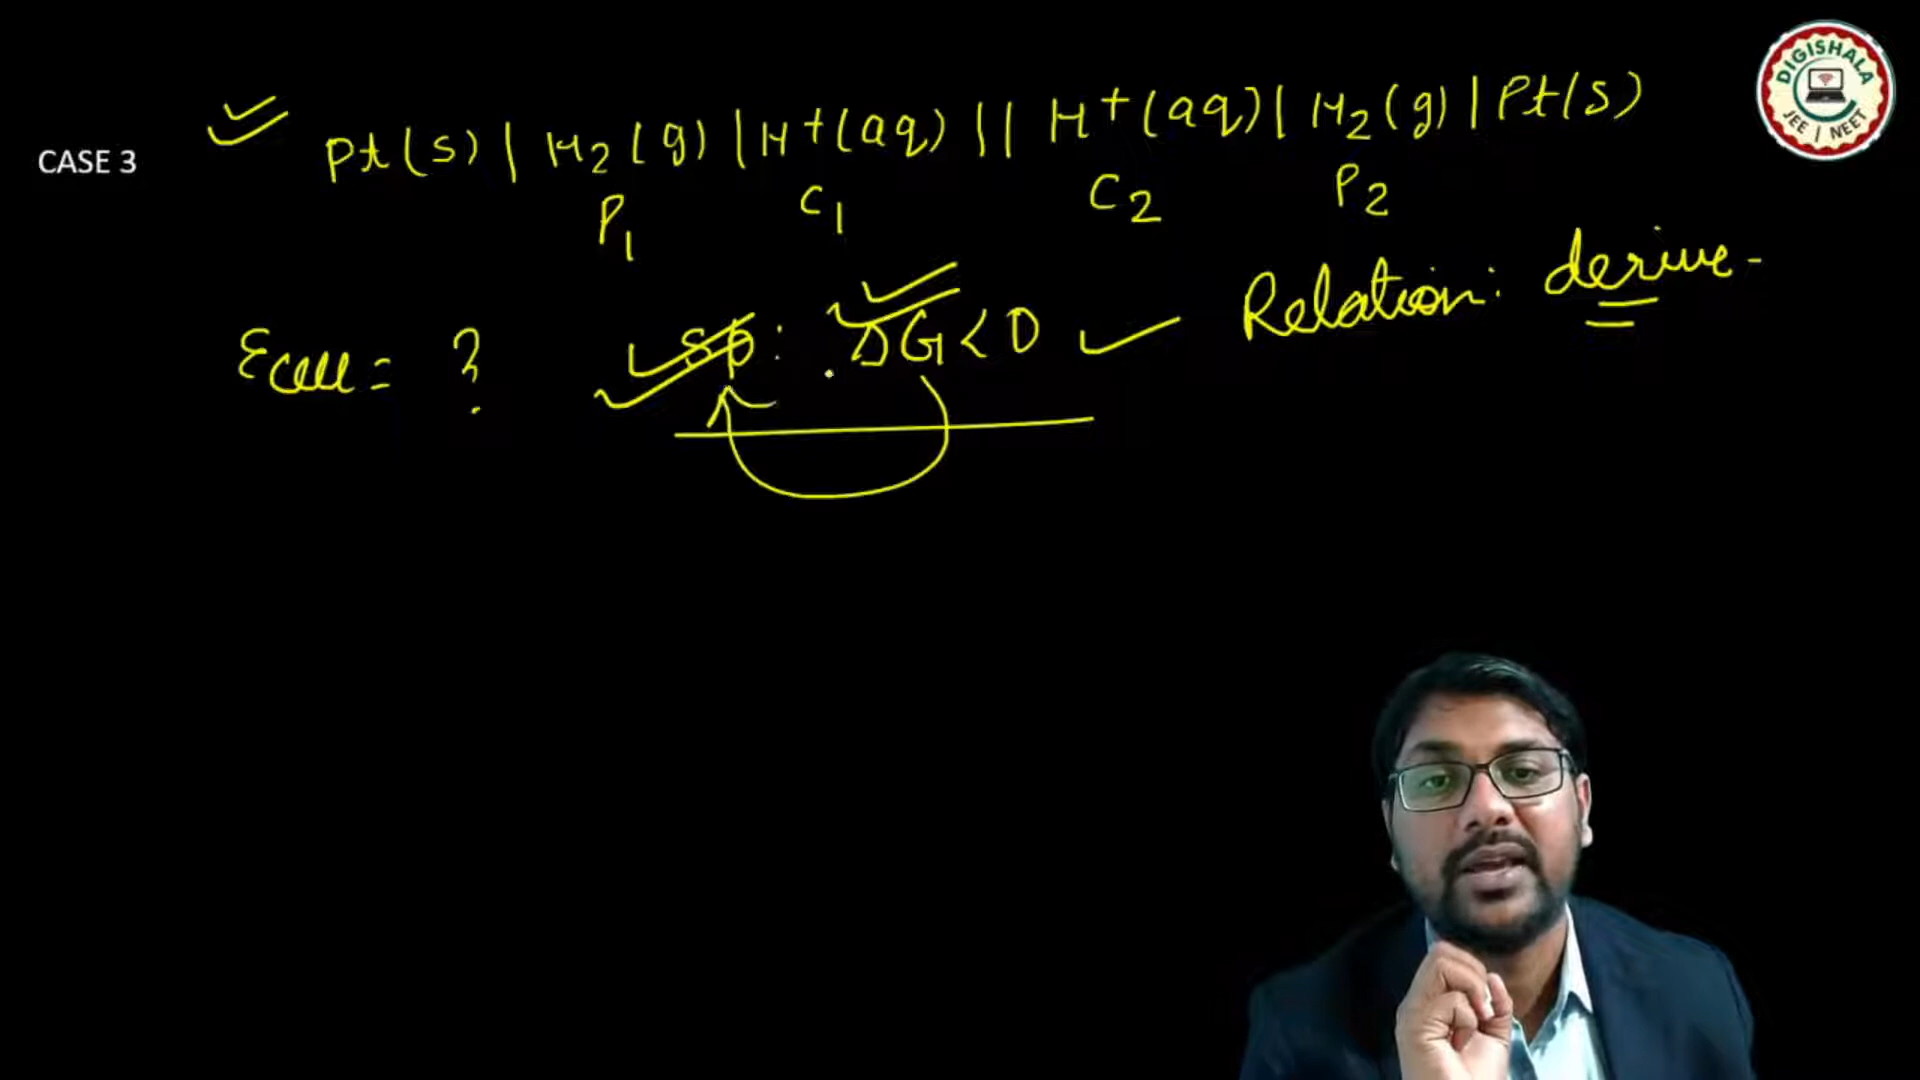 DIGISHALA
JEE | NEET
CASE 3
Pt(s) | H2(g) | H+(aq) || H+(aq) | H2(g) | Pt(s)
P1 C1 C2 P2
Ecell = ? sp: ΔG < 0 Relation: derive-